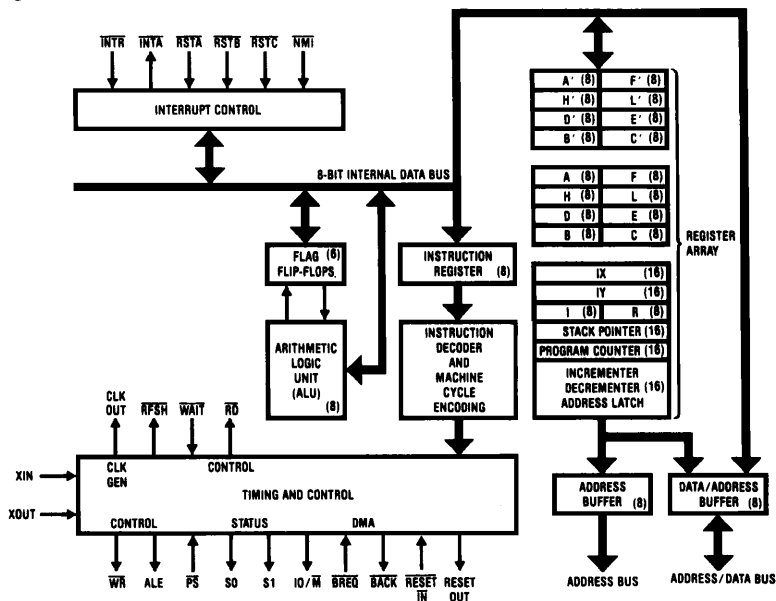 INTR INTA RSTA RSTB RSTC NMI
INTERRUPT CONTROL
8-BIT INTERNAL DATA BUS
A' (8) F' (8)
H' (8) L' (8)
D' (8) E' (8)
B' (8) C' (8)
A (8) F (8)
H (8) L (8)
D (8) E (8)
B (8) C (8)
IX (16)
IY (16)
I (8) R (8)
STACK POINTER (16)
PROGRAM COUNTER (16)
INCREMENTER
DECREMENTER (16)
ADDRESS LATCH
REGISTER
ARRAY
FLAG (6)
FLIP-FLOPS
INSTRUCTION
REGISTER (8)
ARITHMETIC
LOGIC
UNIT
(ALU)
(8)
INSTRUCTION
DECODER
AND
MACHINE
CYCLE
ENCODING
CLK
OUT RFSH WAIT RD
XIN
XOUT
CLK
GEN
CONTROL
TIMING AND CONTROL
CONTROL STATUS DMA
WR ALE PS S0 S1 IO/M BREQ BACK RESET
IN
RESET
OUT
ADDRESS
BUFFER (8)
DATA/ADDRESS
BUFFER (8)
ADDRESS BUS
ADDRESS/DATA BUS